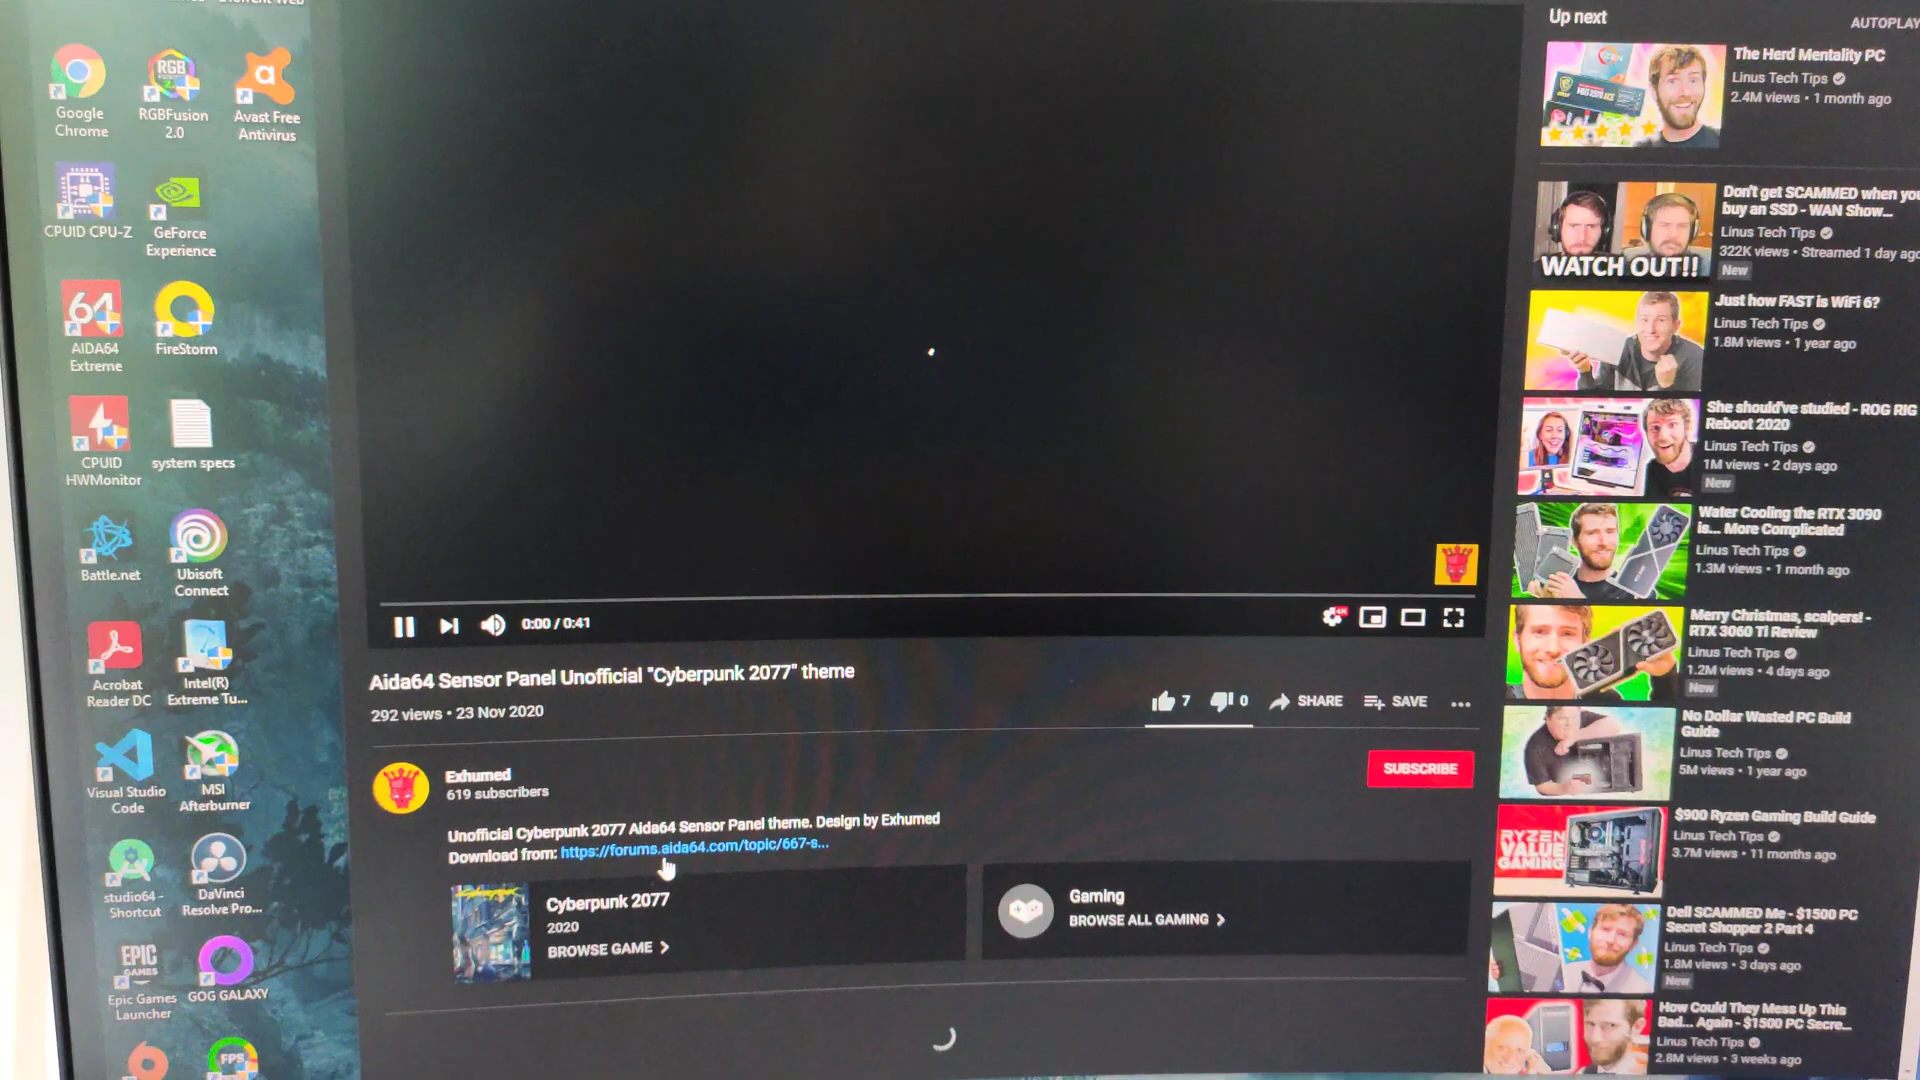 Google
Chrome
RGB
RGBFusion
2.0
a
Avast Free
Antivirus
CPUID CPU-Z
GeForce
Experience
64
AIDA64
Extreme
FireStorm
CPUID
HWMonitor
system specs
Battle.net
Ubisoft
Connect
Acrobat
Reader DC
Intel(R)
Extreme Tu...
Visual Studio
Code
MSI
Afterburner
studio64 -
Shortcut
DaVinci
Resolve Pro...
EPIC
GAMES
Epic Games
Launcher
GOG GALAXY
FPS
0:00 / 0:41
Aida64 Sensor Panel Unofficial "Cyberpunk 2077" theme
292 views • 23 Nov 2020
7
0
SHARE
SAVE
Exhumed
619 subscribers
SUBSCRIBE
Unofficial Cyberpunk 2077 Aida64 Sensor Panel theme. Design by Exhumed
Download from: https://forums.aida64.com/topic/667-s...
Cyberpunk 2077
2020
BROWSE GAME
Gaming
BROWSE ALL GAMING
Up next
AUTOPLAY
The Herd Mentality PC
Linus Tech Tips
2.4M views • 1 month ago
WATCH OUT!!
Don't get SCAMMED when you
buy an SSD - WAN Show...
Linus Tech Tips
322K views • Streamed 1 day ago
New
Just how FAST is WiFi 6?
Linus Tech Tips
1.8M views • 1 year ago
She should've studied - ROG RIG
Reboot 2020
Linus Tech Tips
1M views • 2 days ago
New
Water Cooling the RTX 3090
is... More Complicated
Linus Tech Tips
1.3M views • 1 month ago
Merry Christmas, scalpers! -
RTX 3060 Ti Review
Linus Tech Tips
1.2M views • 4 days ago
New
No Dollar Wasted PC Build
Guide
Linus Tech Tips
5M views • 1 year ago
RYZEN
VALUE
GAMING
$900 Ryzen Gaming Build Guide
Linus Tech Tips
3.7M views • 11 months ago
Dell SCAMMED Me - $1500 PC
Secret Shopper 2 Part 4
Linus Tech Tips
1.8M views • 3 days ago
New
How Could They Mess Up This
Bad... Again - $1500 PC Secre...
Linus Tech Tips
2.8M views • 3 weeks ago